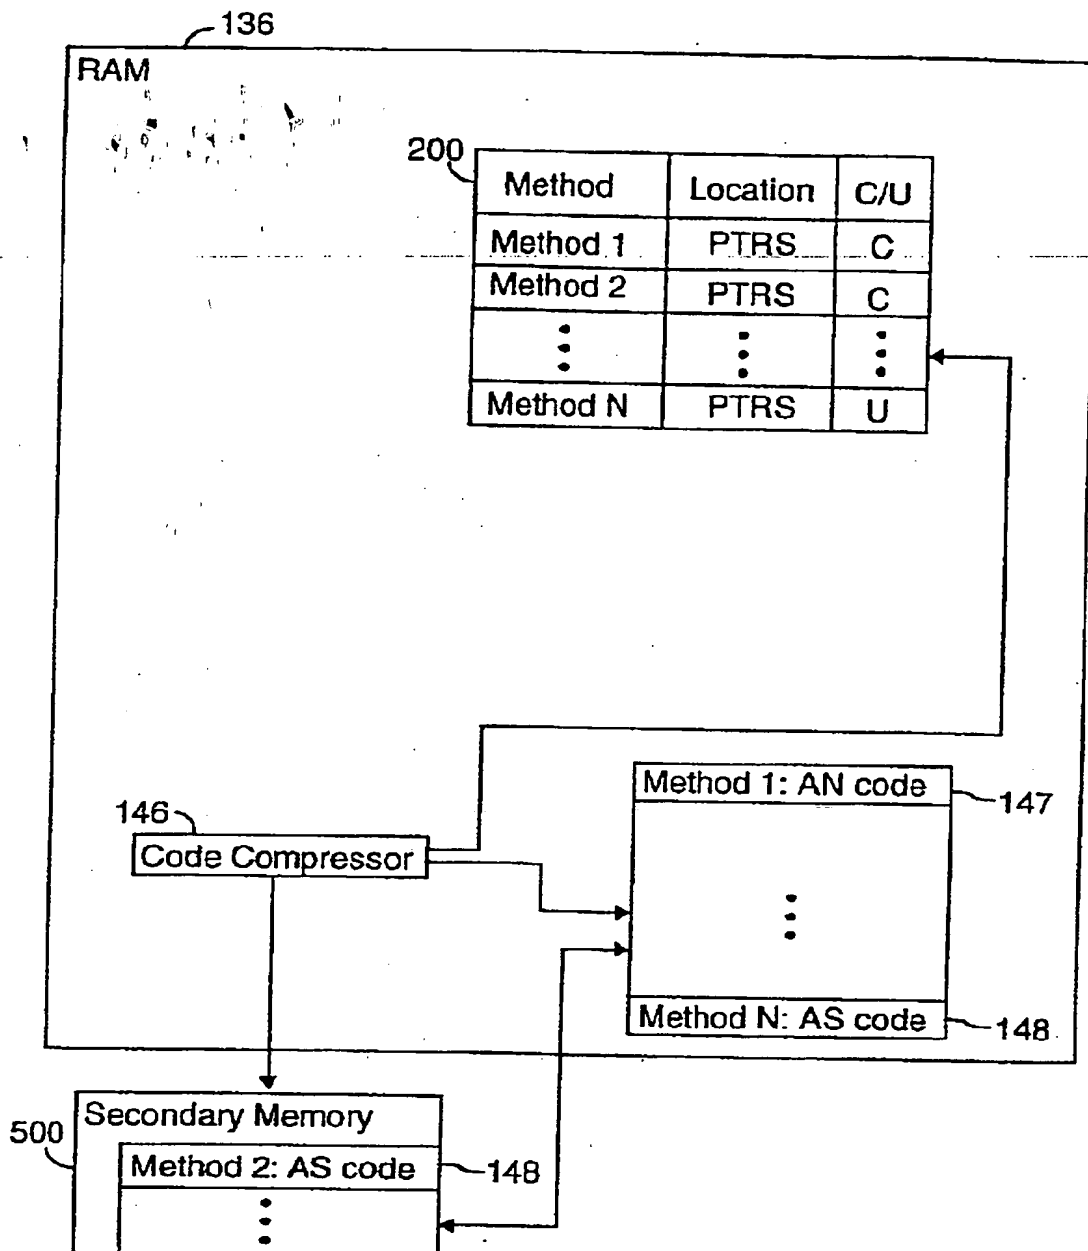 136
RAM
200
Method Location C/U
Method 1 PTRS C
Method 2 PTRS C
Method N PTRS U
Method 1: AN code
147
146
Code Compressor
Method N: AS code
148
Secondary Memory
500
Method 2: AS code
148